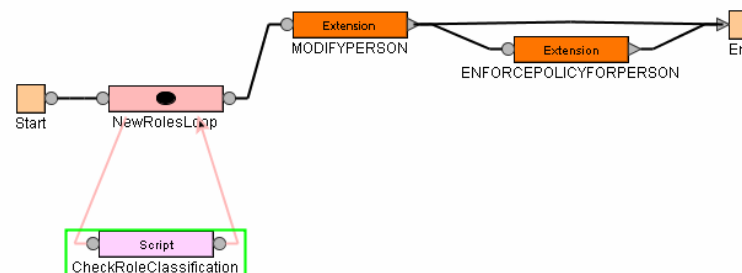 Extension
MODIFYPERSON
Extension
ENFORCEPOLICYFORPERSON
Start
NewRolesLoop
Script
CheckRoleClassification